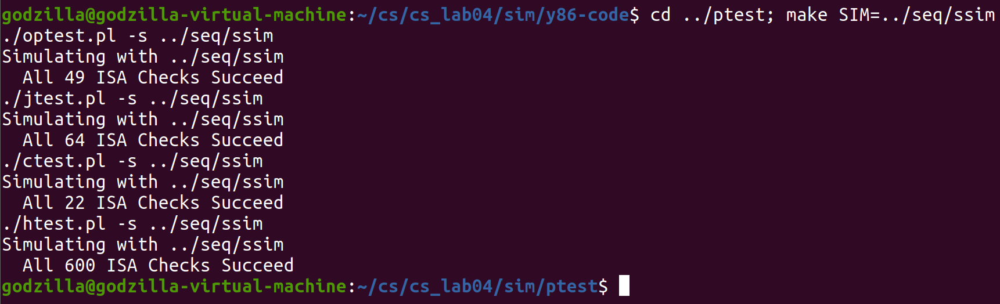 godzilla@godzilla-virtual-machine:~/cs/cs_lab04/sim/y86-code$ cd ../ptest; make SIM=../seq/ssim
./optest.pl -s ../seq/ssim
Simulating with ../seq/ssim
  All 49 ISA Checks Succeed
./jtest.pl -s ../seq/ssim
Simulating with ../seq/ssim
  All 64 ISA Checks Succeed
./ctest.pl -s ../seq/ssim
Simulating with ../seq/ssim
  All 22 ISA Checks Succeed
./htest.pl -s ../seq/ssim
Simulating with ../seq/ssim
  All 600 ISA Checks Succeed
godzilla@godzilla-virtual-machine:~/cs/cs_lab04/sim/ptest$